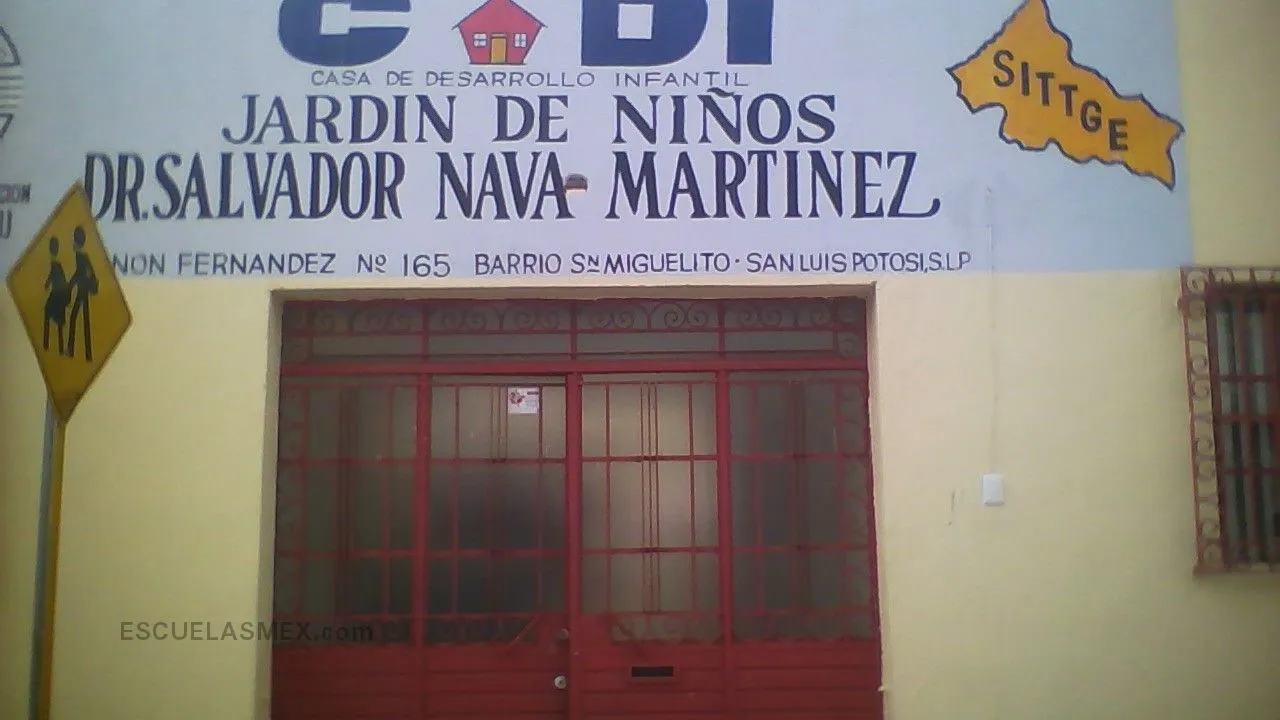 CADI
CASA DE DESARROLLO INFANTIL
JARDIN DE NIÑOS
DR. SALVADOR NAVA MARTINEZ
NON FERNANDEZ Nº 165 BARRIO SN MIGUELITO · SAN LUIS POTOSI, S.L.P
SITTGE
ESCUELASMEX.com